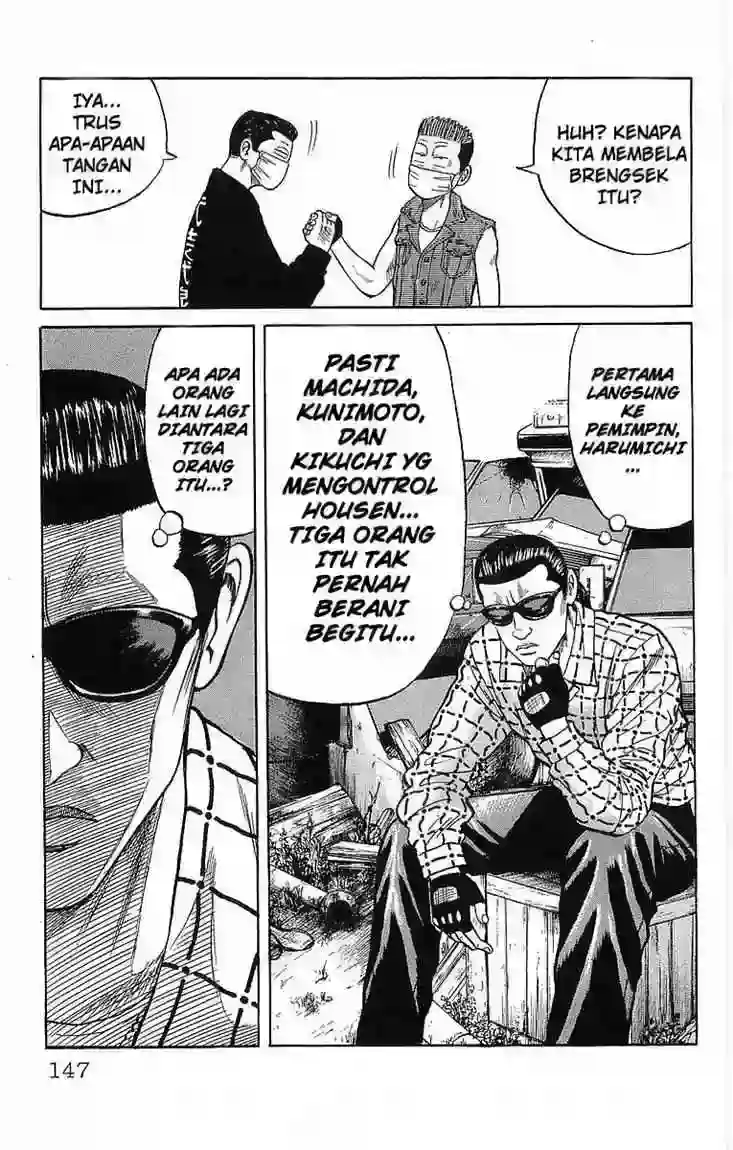 HUH? KENAPA
KITA MEMBELA
BRENGSEK
ITU?
IYA...
TRUS
APA-APAAN
TANGAN
INI...
PERTAMA
LANGSUNG
KE
PEMIMPIN,
HARUMICHI
...
PASTI
MACHIDA,
KUNIMOTO,
DAN
KIKUCHI YG
MENGONTROL
HOUSEN...
TIGA ORANG
ITU TAK
PERNAH
BERANI
BEGITU...
APA ADA
ORANG
LAIN LAGI
DIANTARA
TIGA
ORANG
ITU...?
147